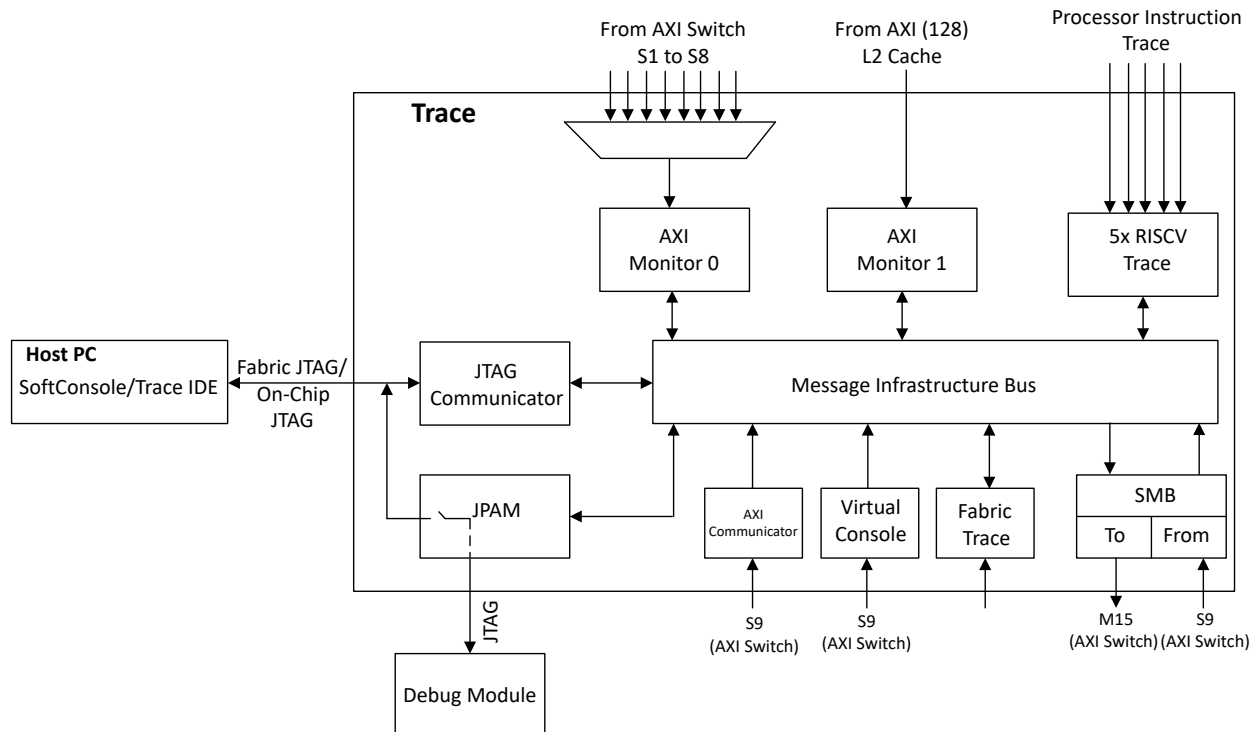 From AXI Switch
S1 to S8
From AXI (128)
L2 Cache
Processor Instruction
Trace
Trace
AXI
Monitor 0
AXI
Monitor 1
5x RISCV
Trace
Host PC
SoftConsole/Trace IDE
Fabric JTAG/
On-Chip
JTAG
JTAG
Communicator
Message Infrastructure Bus
JPAM
AXI
Communicator
Virtual
Console
Fabric
Trace
SMB
To
From
JTAG
S9
(AXI Switch)
S9
(AXI Switch)
M15
(AXI Switch)
S9
(AXI Switch)
Debug Module